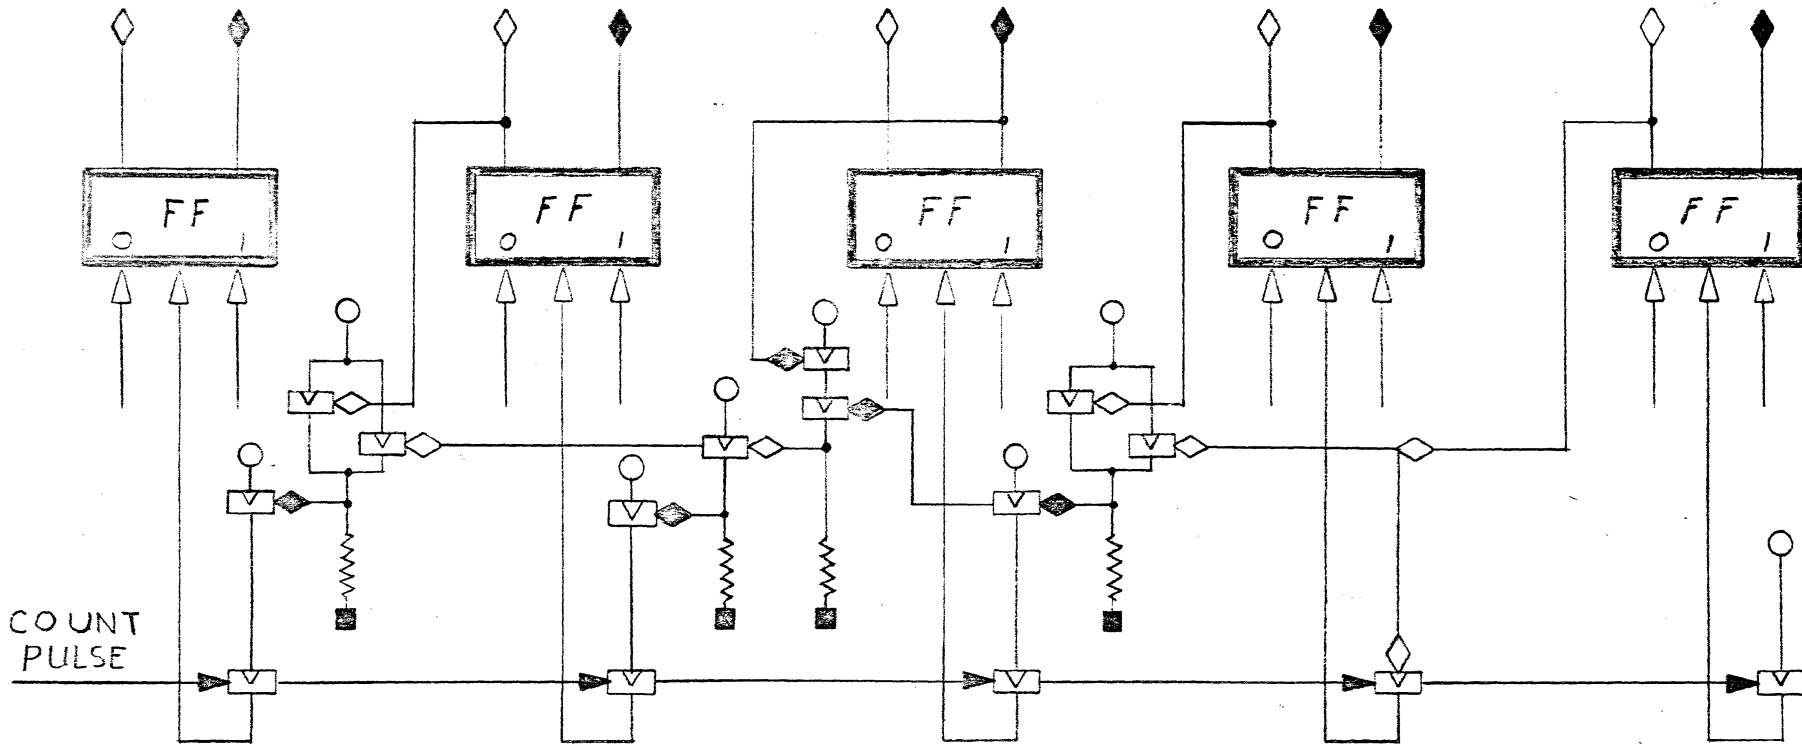 FF FF FF FF FF
0 1 0 1 0 1 0 1 0 1
COUNT
PULSE